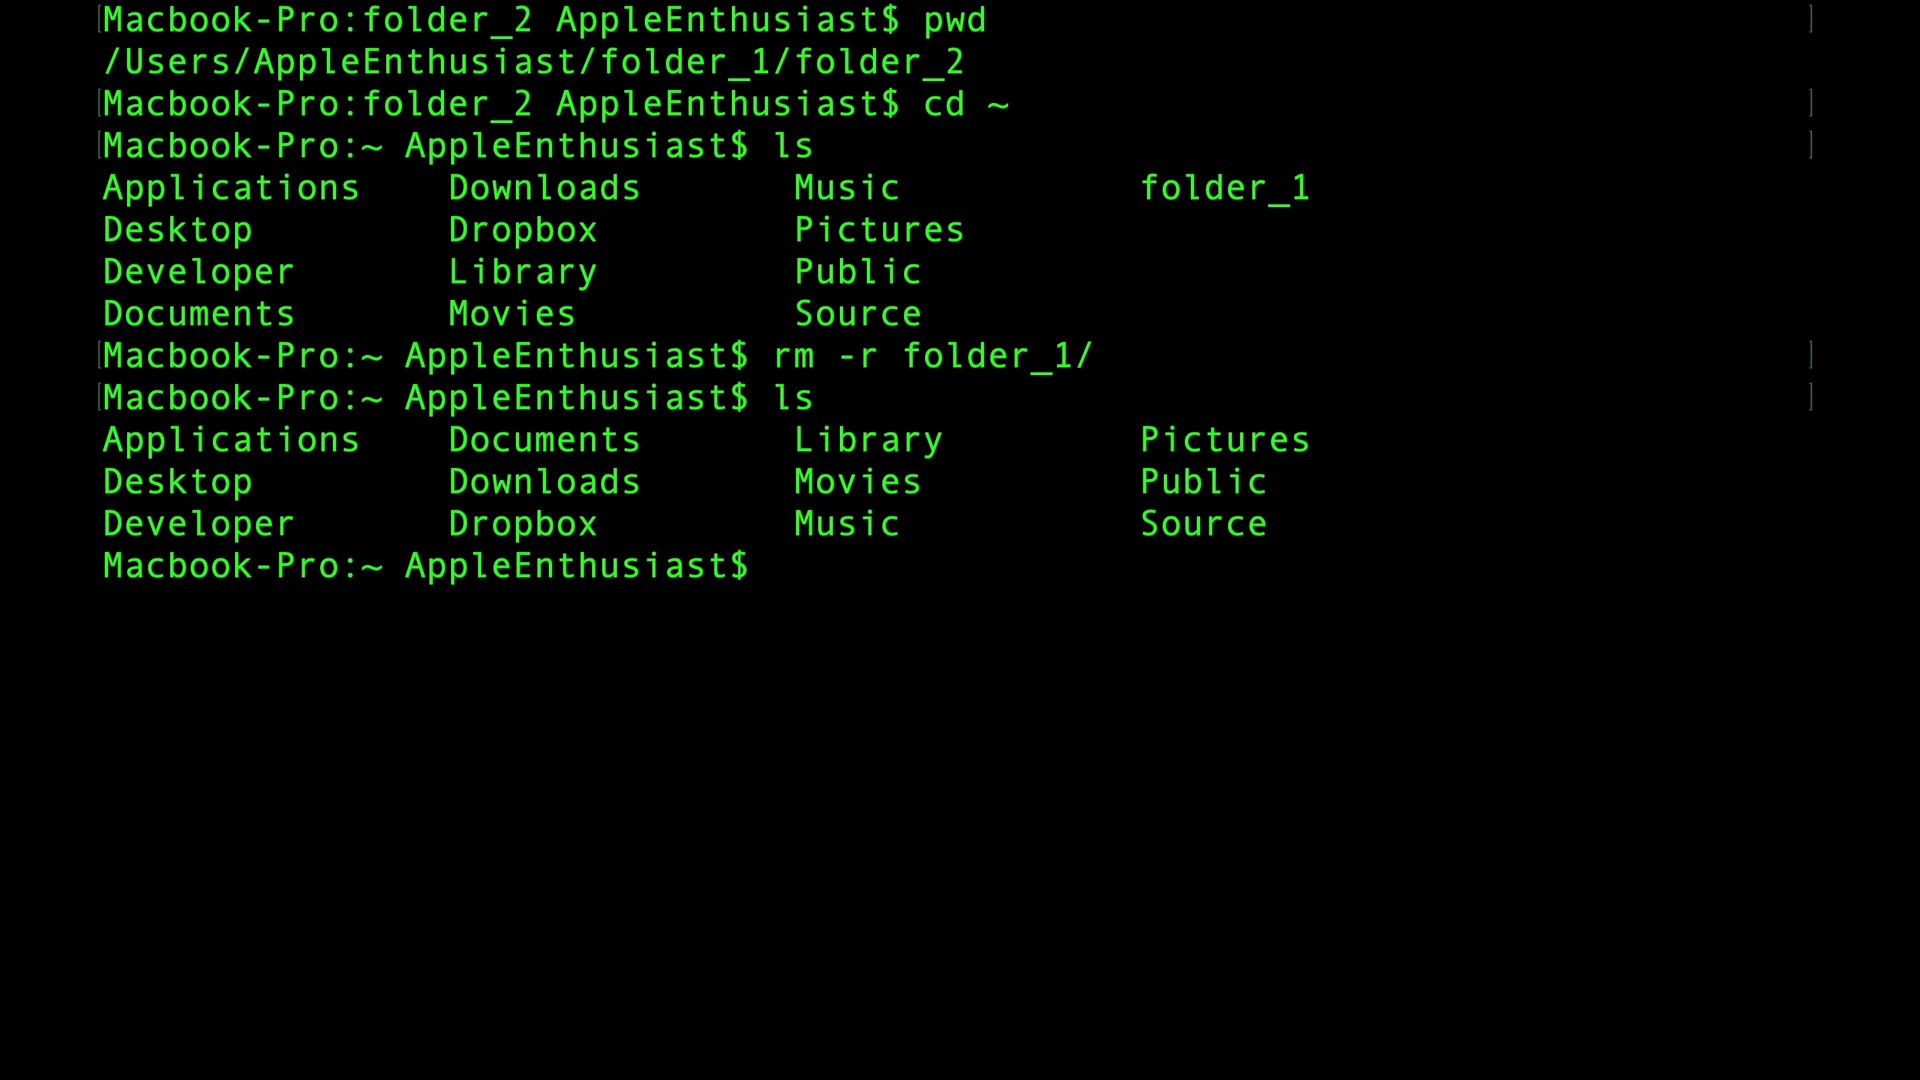 [Macbook-Pro:folder_2 AppleEnthusiast$ pwd ]
/Users/AppleEnthusiast/folder_1/folder_2
[Macbook-Pro:folder_2 AppleEnthusiast$ cd ~ ]
[Macbook-Pro:~ AppleEnthusiast$ ls ]
Applications Downloads Music folder_1
Desktop Dropbox Pictures
Developer Library Public
Documents Movies Source
[Macbook-Pro:~ AppleEnthusiast$ rm -r folder_1/ ]
[Macbook-Pro:~ AppleEnthusiast$ ls ]
Applications Documents Library Pictures
Desktop Downloads Movies Public
Developer Dropbox Music Source
Macbook-Pro:~ AppleEnthusiast$